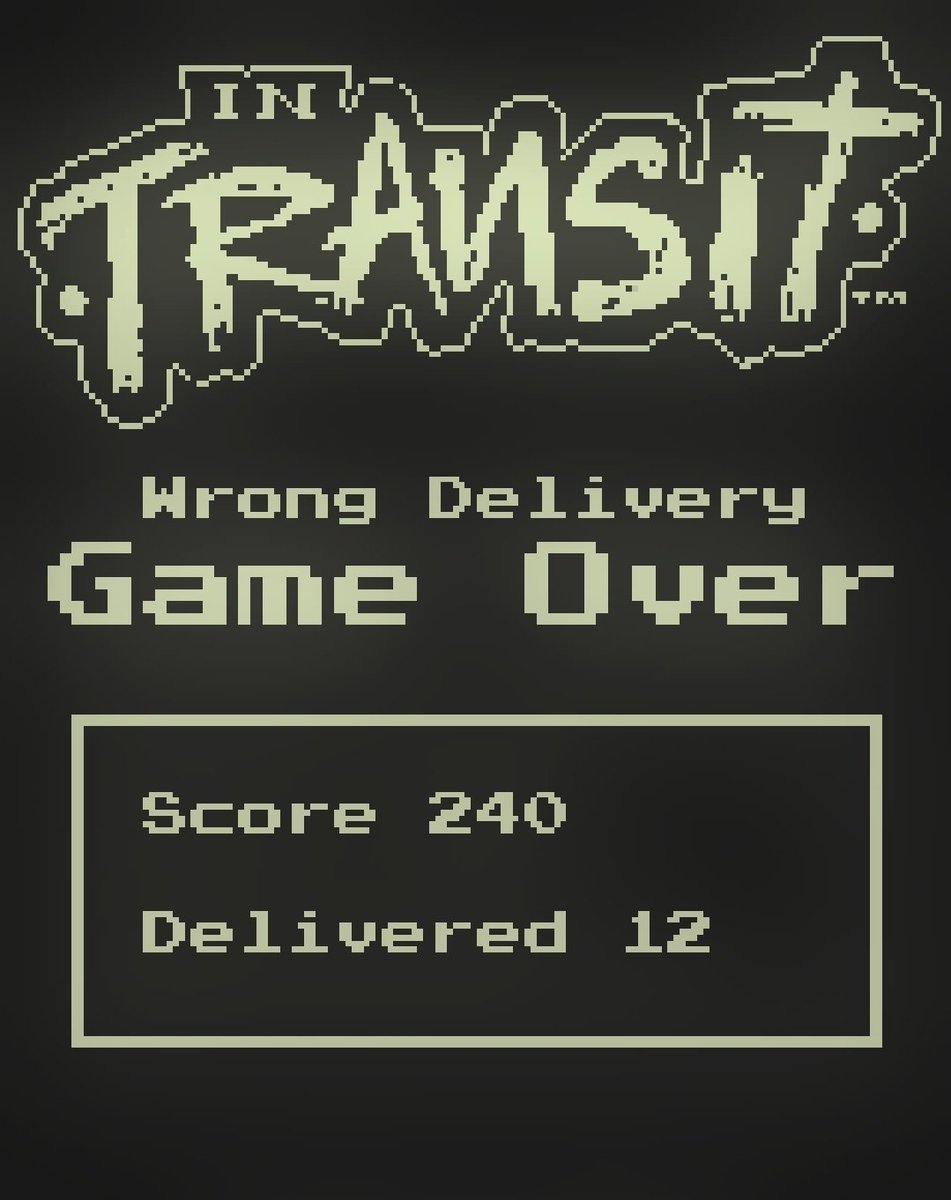 IN
TRANSIT
TM
Wrong Delivery
Game Over
Score 240
Delivered 12